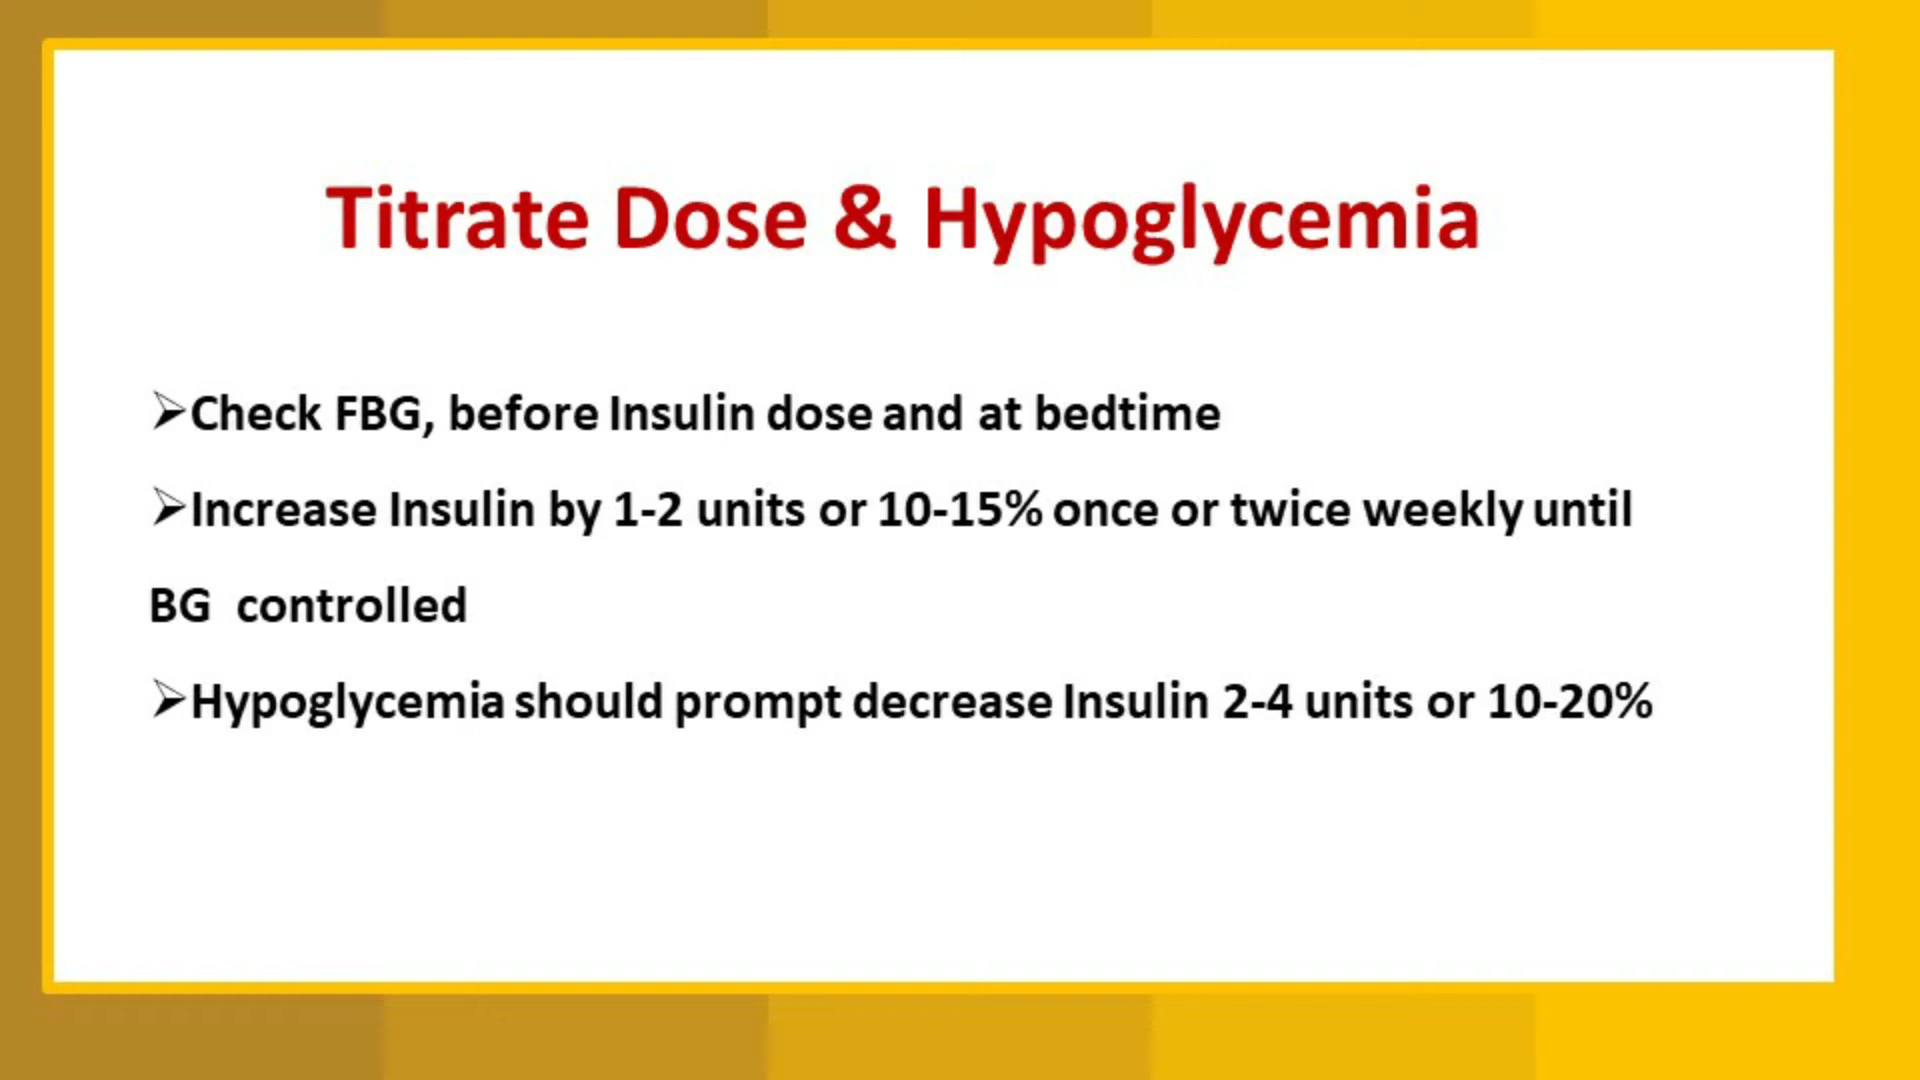 Titrate Dose & Hypoglycemia
➢Check FBG, before Insulin dose and at bedtime
➢Increase Insulin by 1-2 units or 10-15% once or twice weekly until
BG controlled
➢Hypoglycemia should prompt decrease Insulin 2-4 units or 10-20%